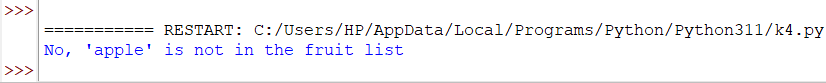 >>>
=========== RESTART: C:/Users/HP/AppData/Local/Programs/Python/Python311/k4.py
No, 'apple' is not in the fruit list
>>>